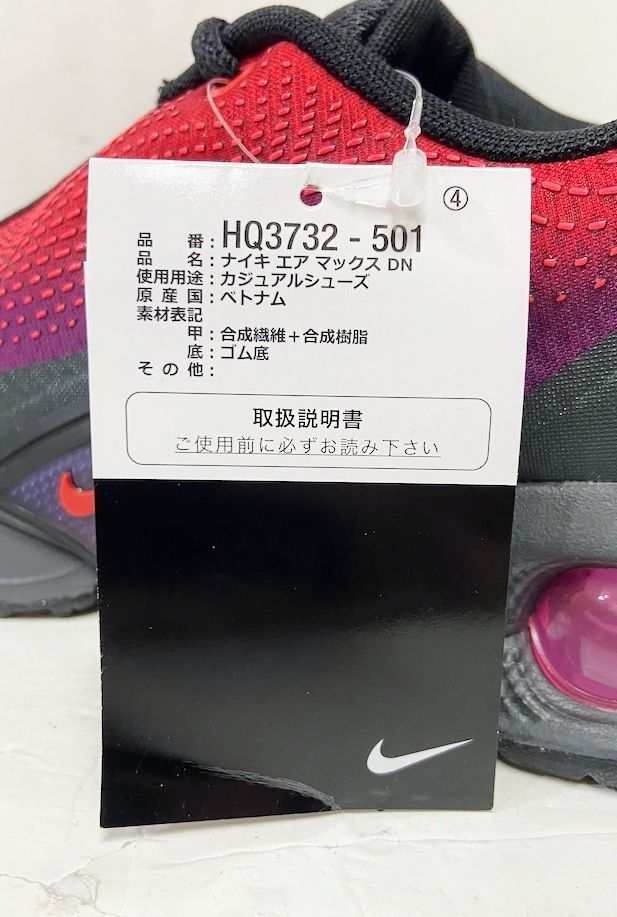 ④
品番：HQ3732 - 501
品名：ナイキ エア マックス DN
使用用途：カジュアルシューズ
原産国：ベトナム
素材表記
甲：合成繊維＋合成樹脂
底：ゴム底
その他：
取扱説明書
ご使用前に必ずお読み下さい